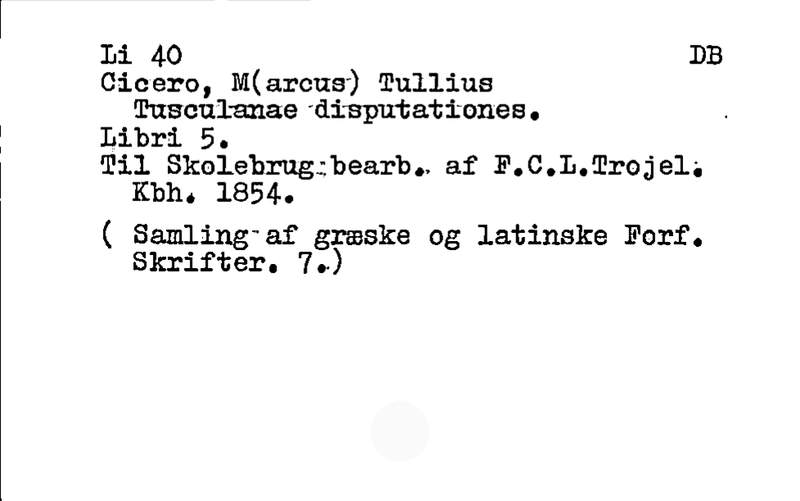 Li 40 DB
Cicero, M(arcus) Tullius
Tusculanae disputationes.
Libri 5.
Til Skolebrug bearb. af F.C.L.Trojel.
Kbh. 1854.
( Samling af græske og latinske Forf.
Skrifter. 7.)